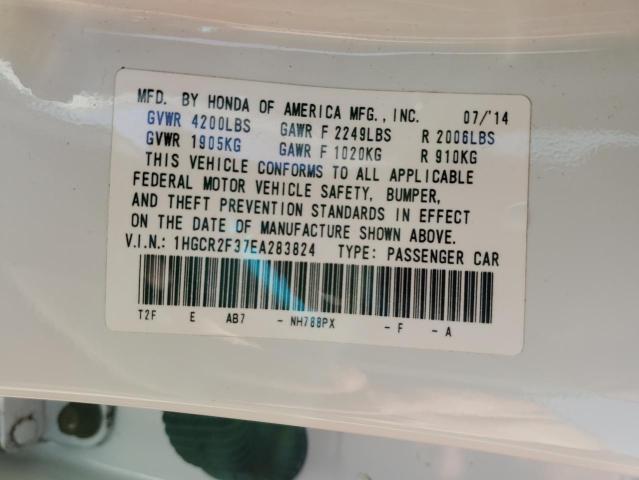 MFD. BY HONDA OF AMERICA MFG., INC. 07/'14
GVWR 4200LBS GAWR F 2249LBS R 2006LBS
GVWR 1905KG GAWR F 1020KG R 910KG
THIS VEHICLE CONFORMS TO ALL APPLICABLE
FEDERAL MOTOR VEHICLE SAFETY, BUMPER,
AND THEFT PREVENTION STANDARDS IN EFFECT
ON THE DATE OF MANUFACTURE SHOWN ABOVE.
V.I.N.: 1HGCR2F37EA283824 TYPE: PASSENGER CAR
T2F E AB7 - NH788PX - F - A